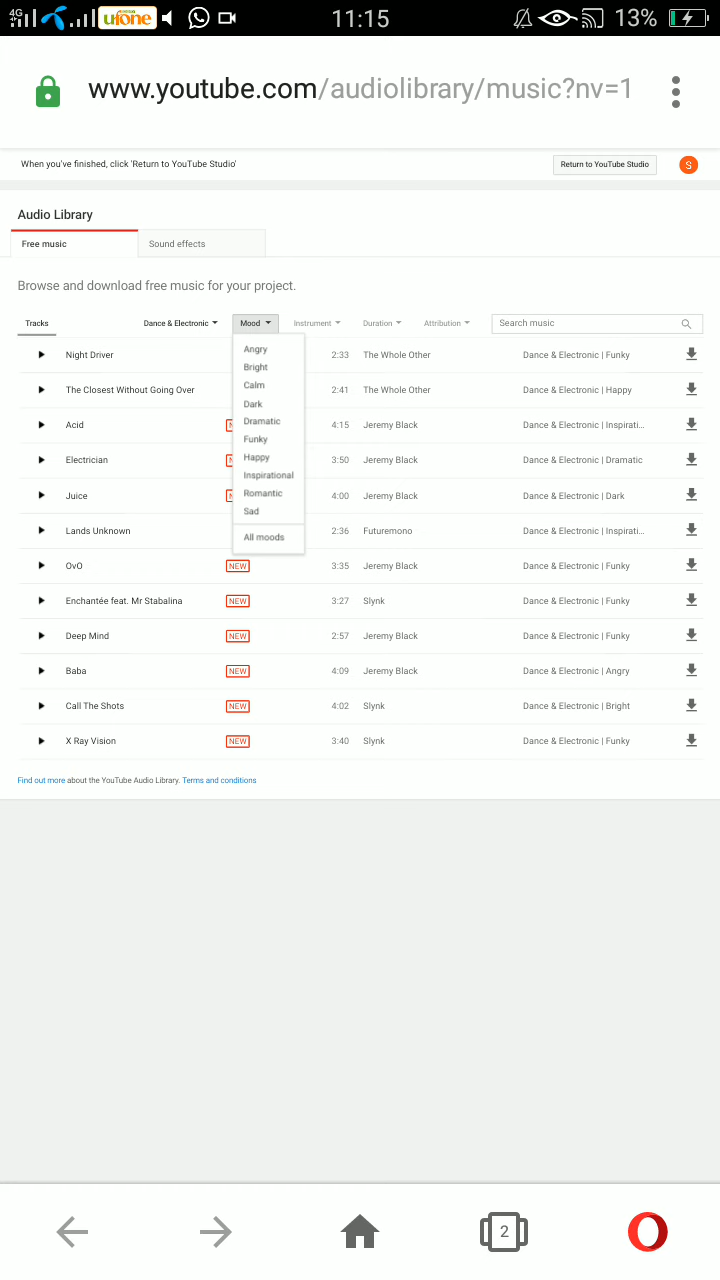 4G ufone 11:15 13%
www.youtube.com/audiolibrary/music?nv=1
When you've finished, click 'Return to YouTube Studio' Return to YouTube Studio S
Audio Library
Free music Sound effects
Browse and download free music for your project.
Tracks Dance & Electronic Mood Instrument Duration Attribution Search music
Angry
Bright
Calm
Dark
Dramatic
Funky
Happy
Inspirational
Romantic
Sad
All moods
Night Driver 2:33 The Whole Other Dance & Electronic | Funky
The Closest Without Going Over 2:41 The Whole Other Dance & Electronic | Happy
Acid 4:15 Jeremy Black Dance & Electronic | Inspirati...
Electrician 3:50 Jeremy Black Dance & Electronic | Dramatic
Juice 4:00 Jeremy Black Dance & Electronic | Dark
Lands Unknown 2:36 Futuremono Dance & Electronic | Inspirati...
OvO NEW 3:35 Jeremy Black Dance & Electronic | Funky
Enchantée feat. Mr Stabalina NEW 3:27 Slynk Dance & Electronic | Funky
Deep Mind NEW 2:57 Jeremy Black Dance & Electronic | Funky
Baba NEW 4:09 Jeremy Black Dance & Electronic | Angry
Call The Shots NEW 4:02 Slynk Dance & Electronic | Bright
X Ray Vision NEW 3:40 Slynk Dance & Electronic | Funky
Find out more about the YouTube Audio Library. Terms and conditions
2